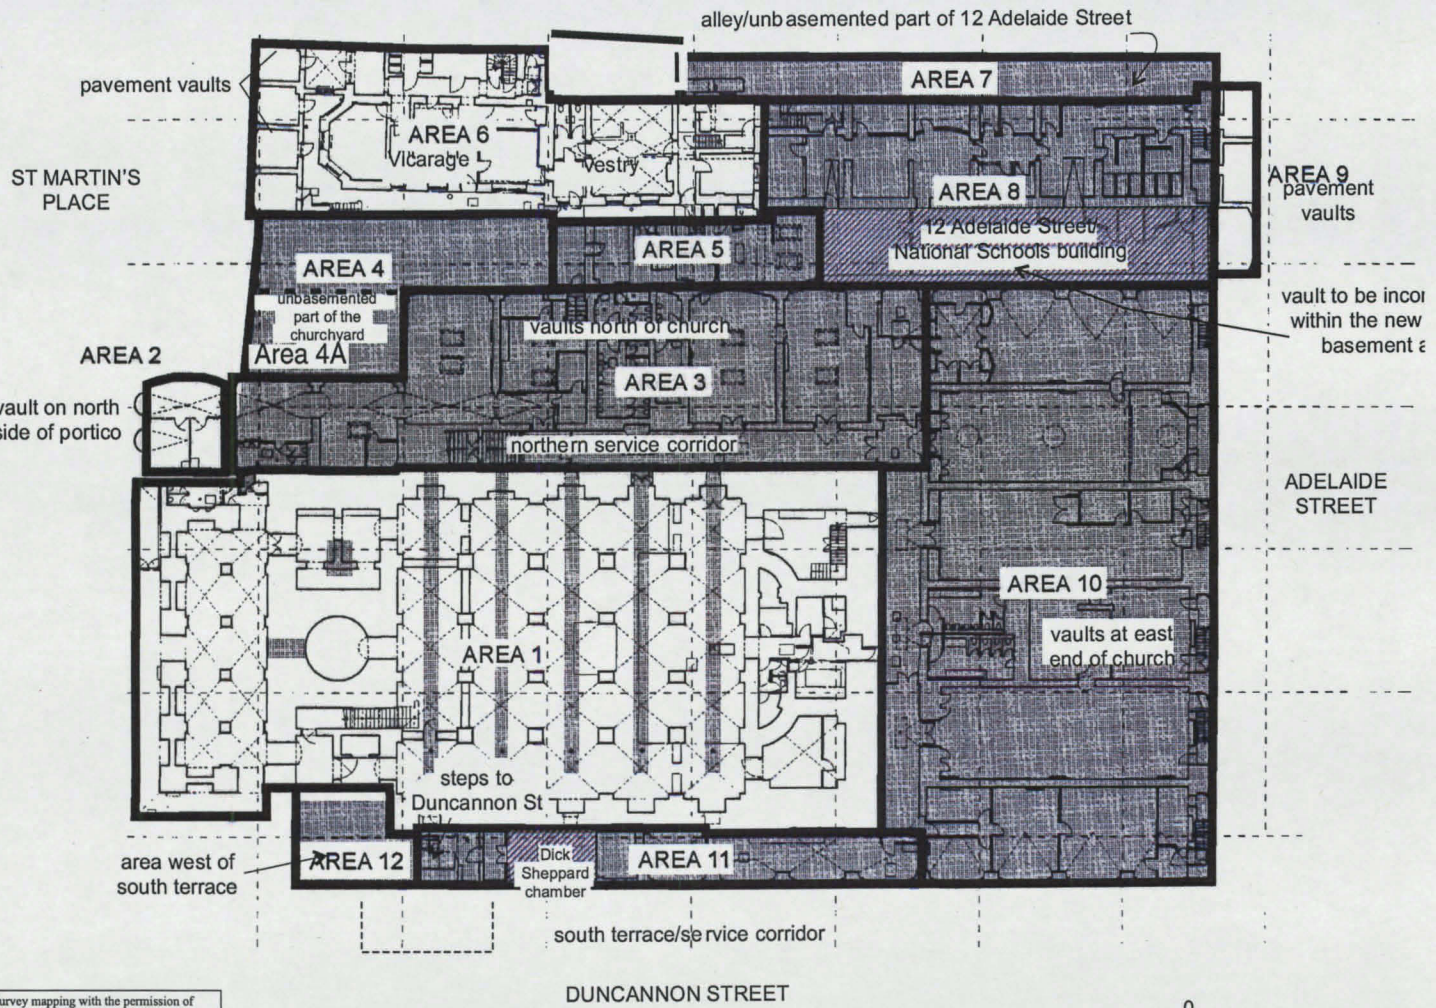 alley/unbasemented part of 12 Adelaide Street
pavement vaults
AREA 7
AREA 6
Vicarage
vestry
ST MARTIN'S
PLACE
AREA 8
AREA 9
pavement
vaults
12 Adelaide Street/
National Schools building
AREA 5
AREA 4
unbasemented
part of the
churchyard
Area 4A
vault to be
within the new
basement
vaults north of church
AREA 2
AREA 3
vault on north
side of portico
northern service corridor
ADELAIDE
STREET
AREA 10
vaults at east
end of church
AREA 1
steps to
Duncannon St
area west of
south terrace
AREA 12
Dick
Sheppard
chamber
AREA 11
south terrace/service corridor
DUNCANNON STREET
urvey mapping with the permission of
0